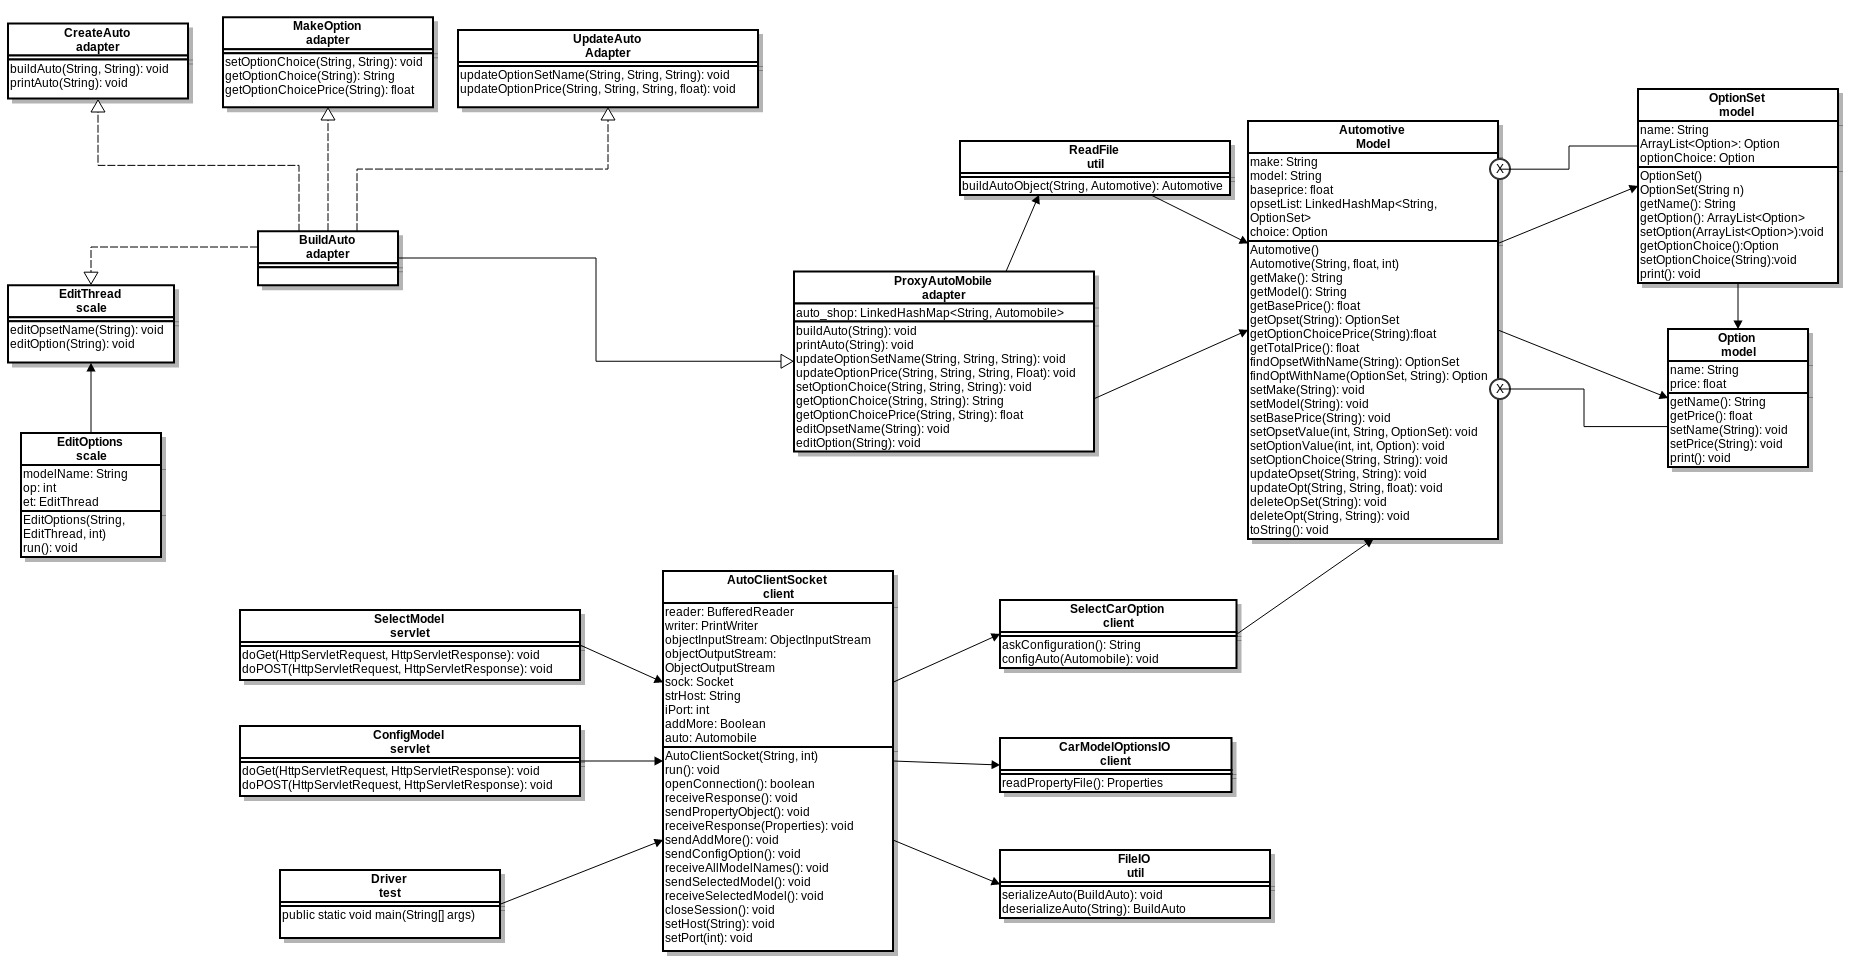 CreateAuto
adapter
buildAuto(String, String): void
printAuto(String): void
MakeOption
adapter
setOptionChoice(String, String): void
getOptionChoice(String): String
getOptionChoicePrice(String): float
UpdateAuto
Adapter
updateOptionSetName(String, String, String): void
updateOptionPrice(String, String, String, float): void
BuildAuto
adapter
EditThread
scale
editOpsetName(String): void
editOption(String): void
EditOptions
scale
modelName: String
op: int
et: EditThread
EditOptions(String,
EditThread, int)
run(): void
ReadFile
util
buildAutoObject(String, Automotive): Automotive
ProxyAutoMobile
adapter
auto_shop: LinkedHashMap<String, Automobile>
buildAuto(String): void
printAuto(String): void
updateOptionSetName(String, String, String): void
updateOptionPrice(String, String, String, Float): void
setOptionChoice(String, String, String): void
getOptionChoice(String, String): String
getOptionChoicePrice(String, String): float
editOpsetName(String): void
editOption(String): void
Automotive
Model
make: String
model: String
baseprice: float
opsetList: LinkedHashMap<String,
OptionSet>
choice: Option
Automotive()
Automotive(String, float, int)
getMake(): String
getModel(): String
getBasePrice(): float
getOpset(String): OptionSet
getOptionChoicePrice(String):float
getTotalPrice(): float
findOpsetWithName(String): OptionSet
findOptWithName(OptionSet, String): Option
setMake(String): void
setModel(String): void
setBasePrice(String): void
setOpsetValue(int, String, OptionSet): void
setOptionValue(int, int, Option): void
setOptionChoice(String, String): void
updateOpset(String, String): void
updateOpt(String, String, float): void
deleteOpSet(String): void
deleteOpt(String, String): void
toString(): void
X
X
OptionSet
model
name: String
ArrayList<Option>: Option
optionChoice: Option
OptionSet()
OptionSet(String n)
getName(): String
getOption(): ArrayList<Option>
setOption(ArrayList<Option>):void
getOptionChoice():Option
setOptionChoice(String):void
print(): void
Option
model
name: String
price: float
getName(): String
getPrice(): float
setName(String): void
setPrice(String): void
print(): void
SelectModel
servlet
doGet(HttpServletRequest, HttpServletResponse): void
doPOST(HttpServletRequest, HttpServletResponse): void
ConfigModel
servlet
doGet(HttpServletRequest, HttpServletResponse): void
doPOST(HttpServletRequest, HttpServletResponse): void
Driver
test
public static void main(String[] args)
AutoClientSocket
client
reader: BufferedReader
writer: PrintWriter
objectInputStream: ObjectInputStream
objectOutputStream:
ObjectOutputStream
sock: Socket
strHost: String
iPort: int
addMore: Boolean
auto: Automobile
AutoClientSocket(String, int)
run(): void
openConnection(): boolean
receiveResponse(): void
sendPropertyObject(): void
receiveResponse(Properties): void
sendAddMore(): void
sendConfigOption(): void
receiveAllModelNames(): void
sendSelectedModel(): void
receiveSelectedModel(): void
closeSession(): void
setHost(String): void
setPort(int): void
SelectCarOption
client
askConfiguration(): String
configAuto(Automobile): void
CarModelOptionsIO
client
readPropertyFile(): Properties
FileIO
util
serializeAuto(BuildAuto): void
deserializeAuto(String): BuildAuto